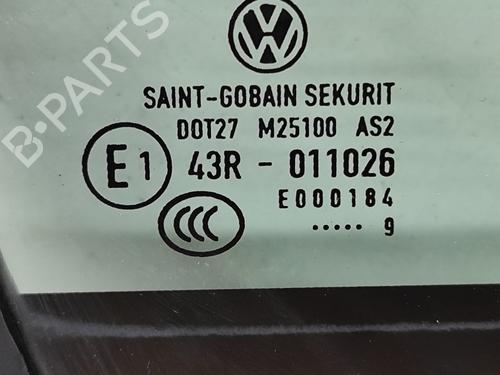 B-PARTS
VW
SAINT-GOBAIN SEKURIT
DOT27 M25100 AS2
E1 43R - 011026
E000184
CCC ..... 9